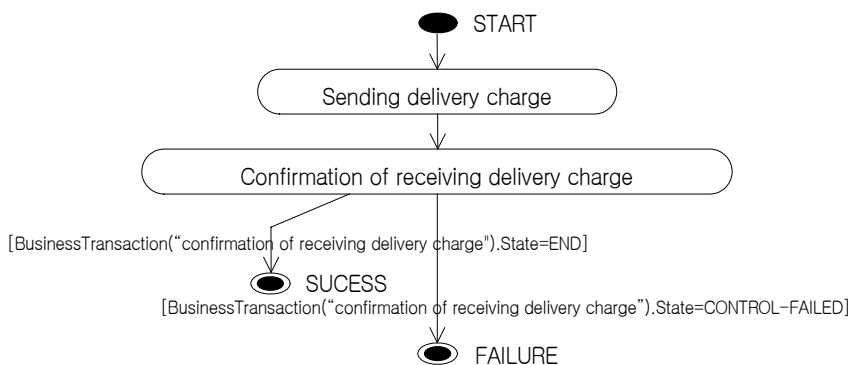 START
Sending delivery charge
Confirmation of receiving delivery charge
[BusinessTransaction(“confirmation of receiving delivery charge").State=END]
SUCESS
[BusinessTransaction(“confirmation of receiving delivery charge”).State=CONTROL-FAILED]
FAILURE